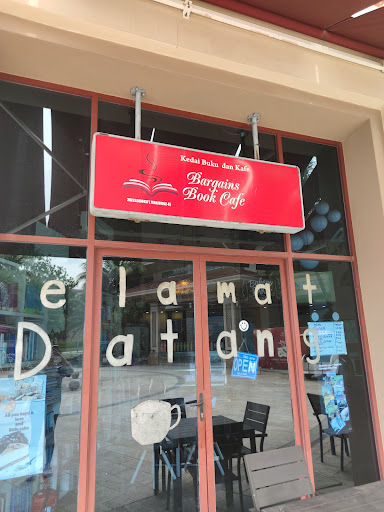 Kedai Buku dan Kafe
Bargains
Book Cafe
elamat
Datang
OPEN